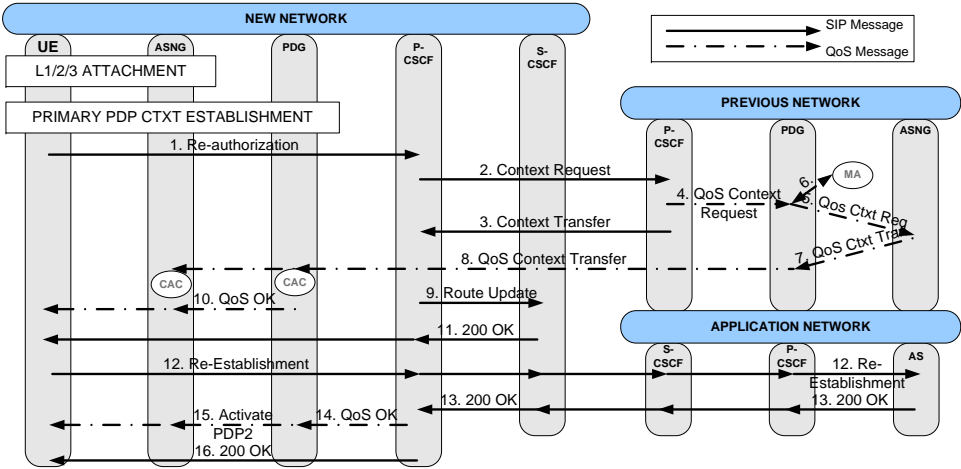 NEW NETWORK
SIP Message
QoS Message
UE
ASNG
PDG
P-
CSCF
S-
CSCF
L1/2/3 ATTACHMENT
PRIMARY PDP CTXT ESTABLISHMENT
PREVIOUS NETWORK
P-
CSCF
PDG
ASNG
1. Re-authorization
2. Context Request
6.
MA
4. QoS Context
Request
5. Qos Ctxt Req
3. Context Transfer
7. QoS Ctxt Tran
8. QoS Context Transfer
CAC
CAC
10. QoS OK
9. Route Update
11. 200 OK
APPLICATION NETWORK
S-
CSCF
P-
CSCF
AS
12. Re-Establishment
12. Re-
Establishment
13. 200 OK
13. 200 OK
15. Activate
PDP2
14. QoS OK
16. 200 OK